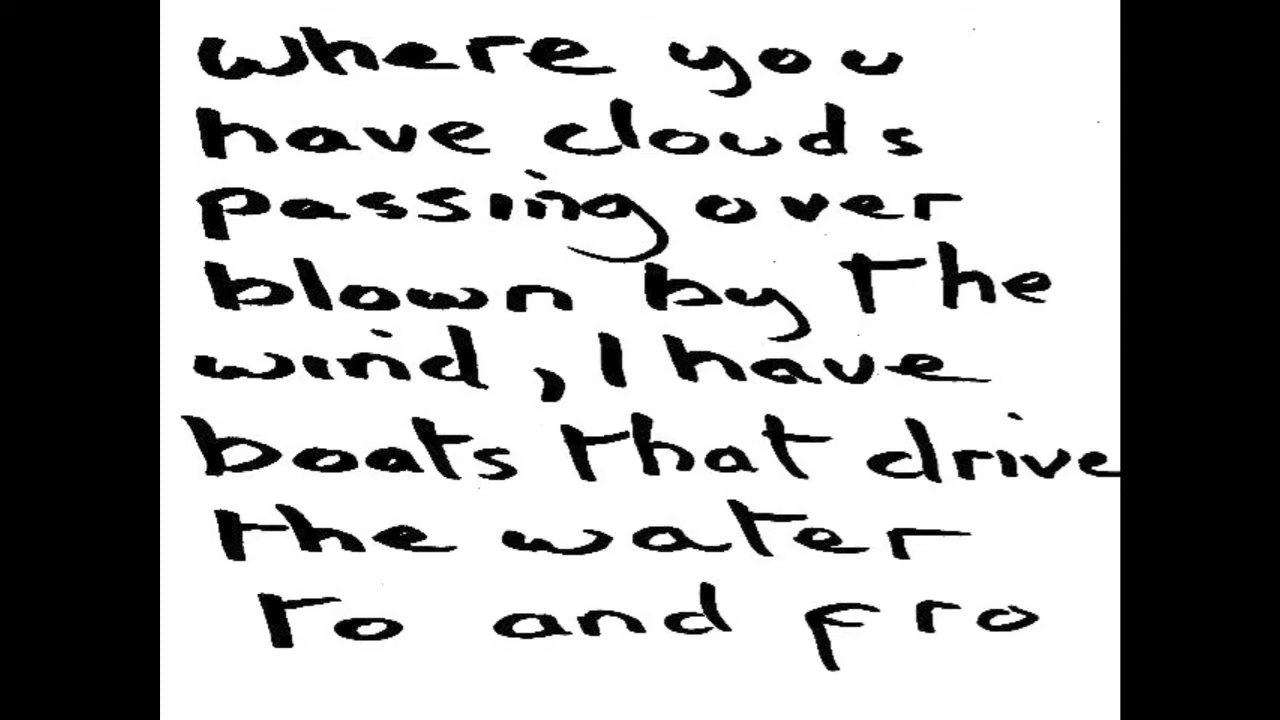 where you
have clouds
passing over
blown by the
wind, I have
boats that drive
the water
to and fro